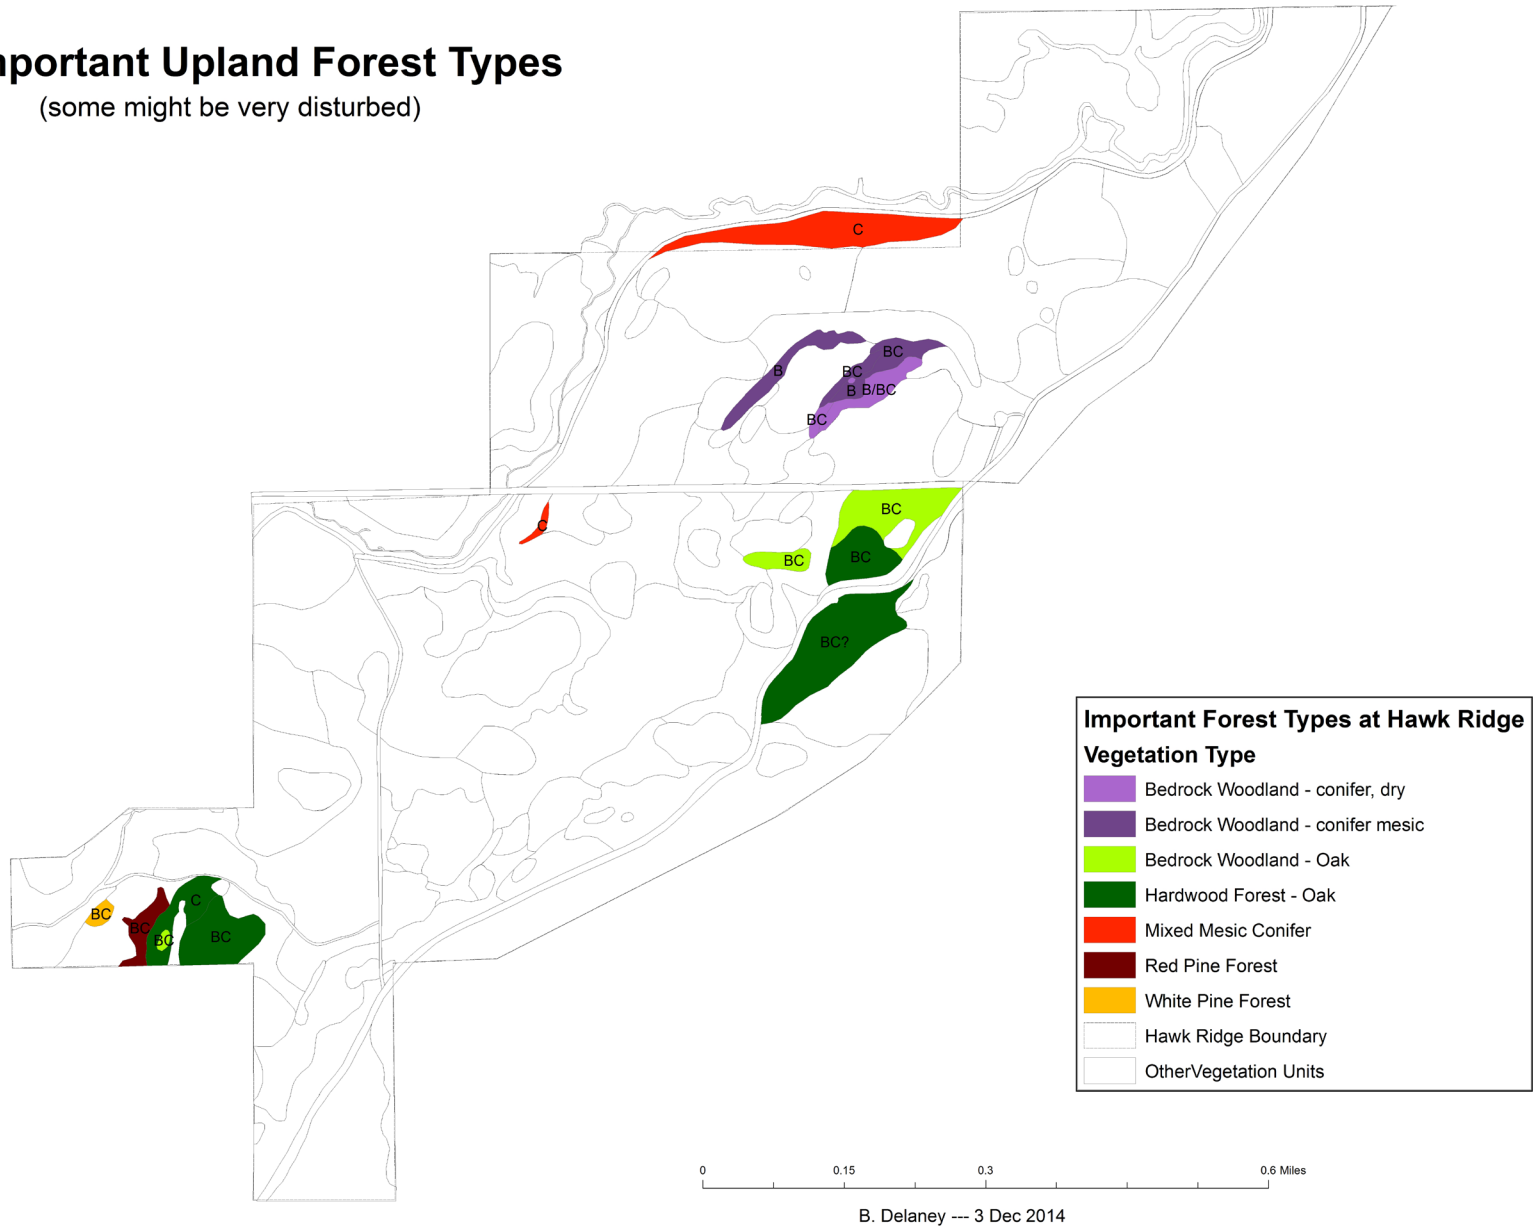 mportant Upland Forest Types
(some might be very disturbed)
C
BC
B
BC
B B/BC
BC
C
BC
BC
BC
BC?
Important Forest Types at Hawk Ridge
Vegetation Type
Bedrock Woodland - conifer, dry
Bedrock Woodland - conifer mesic
Bedrock Woodland - Oak
Hardwood Forest - Oak
Mixed Mesic Conifer
Red Pine Forest
White Pine Forest
Hawk Ridge Boundary
OtherVegetation Units
C
BC
BC
BC
BC
0 0.15 0.3 0.6 Miles
B. Delaney --- 3 Dec 2014